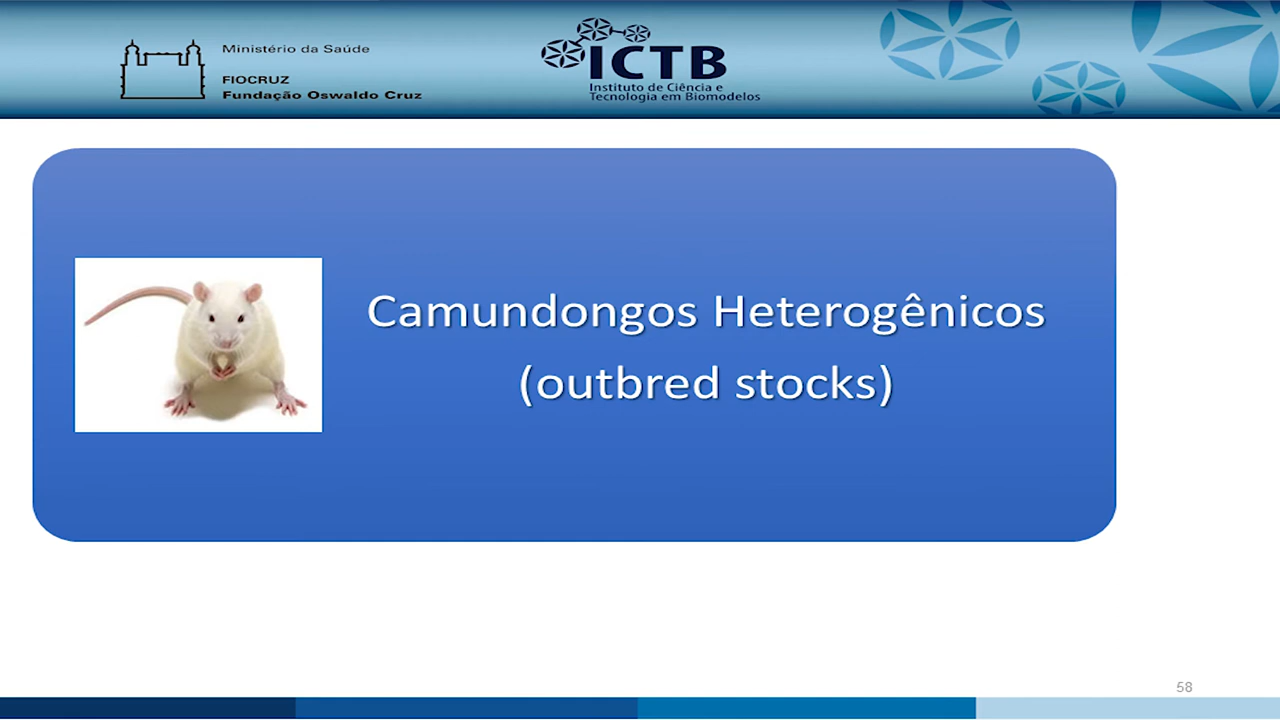 Ministério da Saúde
FIOCRUZ
Fundação Oswaldo Cruz
ICTB
Instituto de Ciência e
Tecnologia em Biomodelos
Camundongos Heterogênicos
(outbred stocks)
58